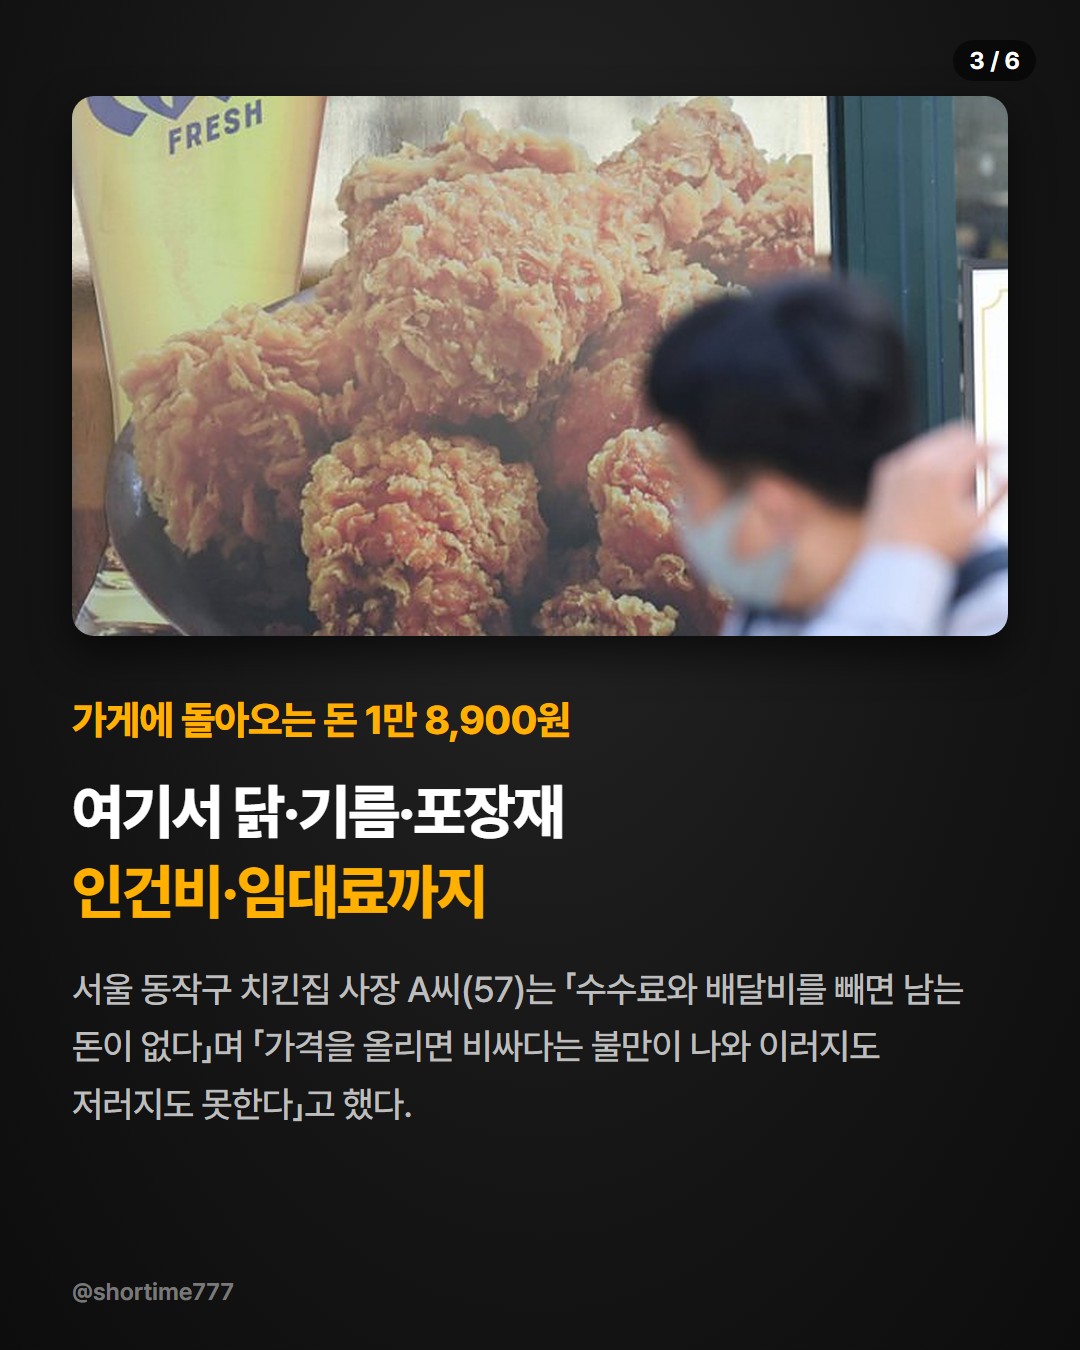 3 / 6
FRESH
가게에 돌아오는 돈 1만 8,900원
여기서 닭·기름·포장재
인건비·임대료까지
서울 동작구 치킨집 사장 A씨(57)는 「수수료와 배달비를 빼면 남는
돈이 없다」며 「가격을 올리면 비싸다는 불만이 나와 이러지도
저러지도 못한다」고 했다.
@shortime777